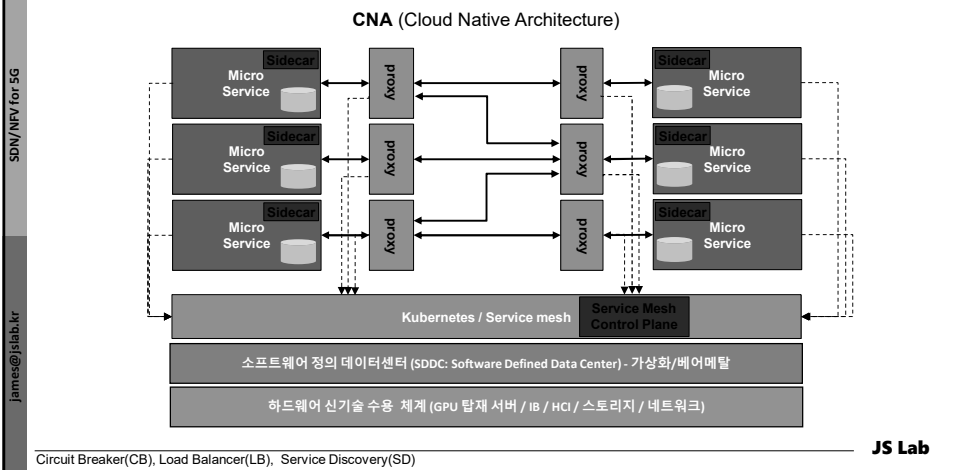 CNA (Cloud Native Architecture)
Sidecar
Micro
Service
proxy
proxy
Sidecar
Micro
Service
Sidecar
Micro
Service
proxy
proxy
Sidecar
Micro
Service
Sidecar
Micro
Service
proxy
proxy
Sidecar
Micro
Service
Kubernetes / Service mesh
Service Mesh
Control Plane
소프트웨어 정의 데이터센터 (SDDC: Software Defined Data Center) - 가상화/베어메탈
하드웨어 신기술 수용 체계 (GPU 탑재 서버 / IB / HCI / 스토리지 / 네트워크)
SDN/NFV for 5G
james@jslab.kr
Circuit Breaker(CB), Load Balancer(LB), Service Discovery(SD)
JS Lab